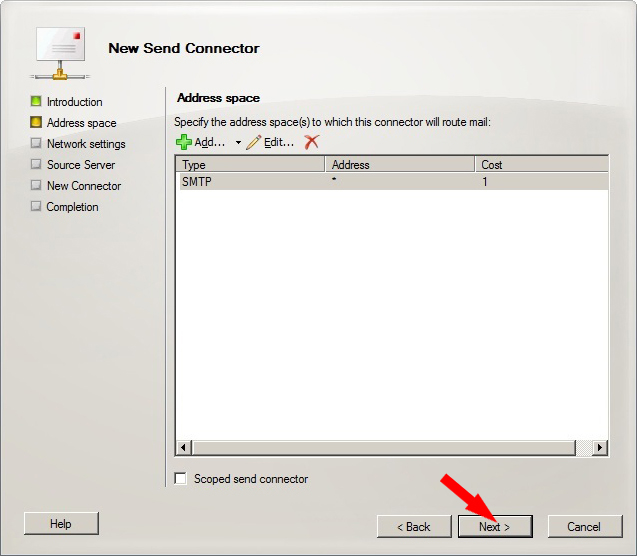 New Send Connector
Introduction
Address space
Network settings
Source Server
New Connector
Completion
Address space
Specify the address space(s) to which this connector will route mail:
Add... Edit...
Type Address Cost
SMTP * 1
Scoped send connector
Help < Back Next > Cancel